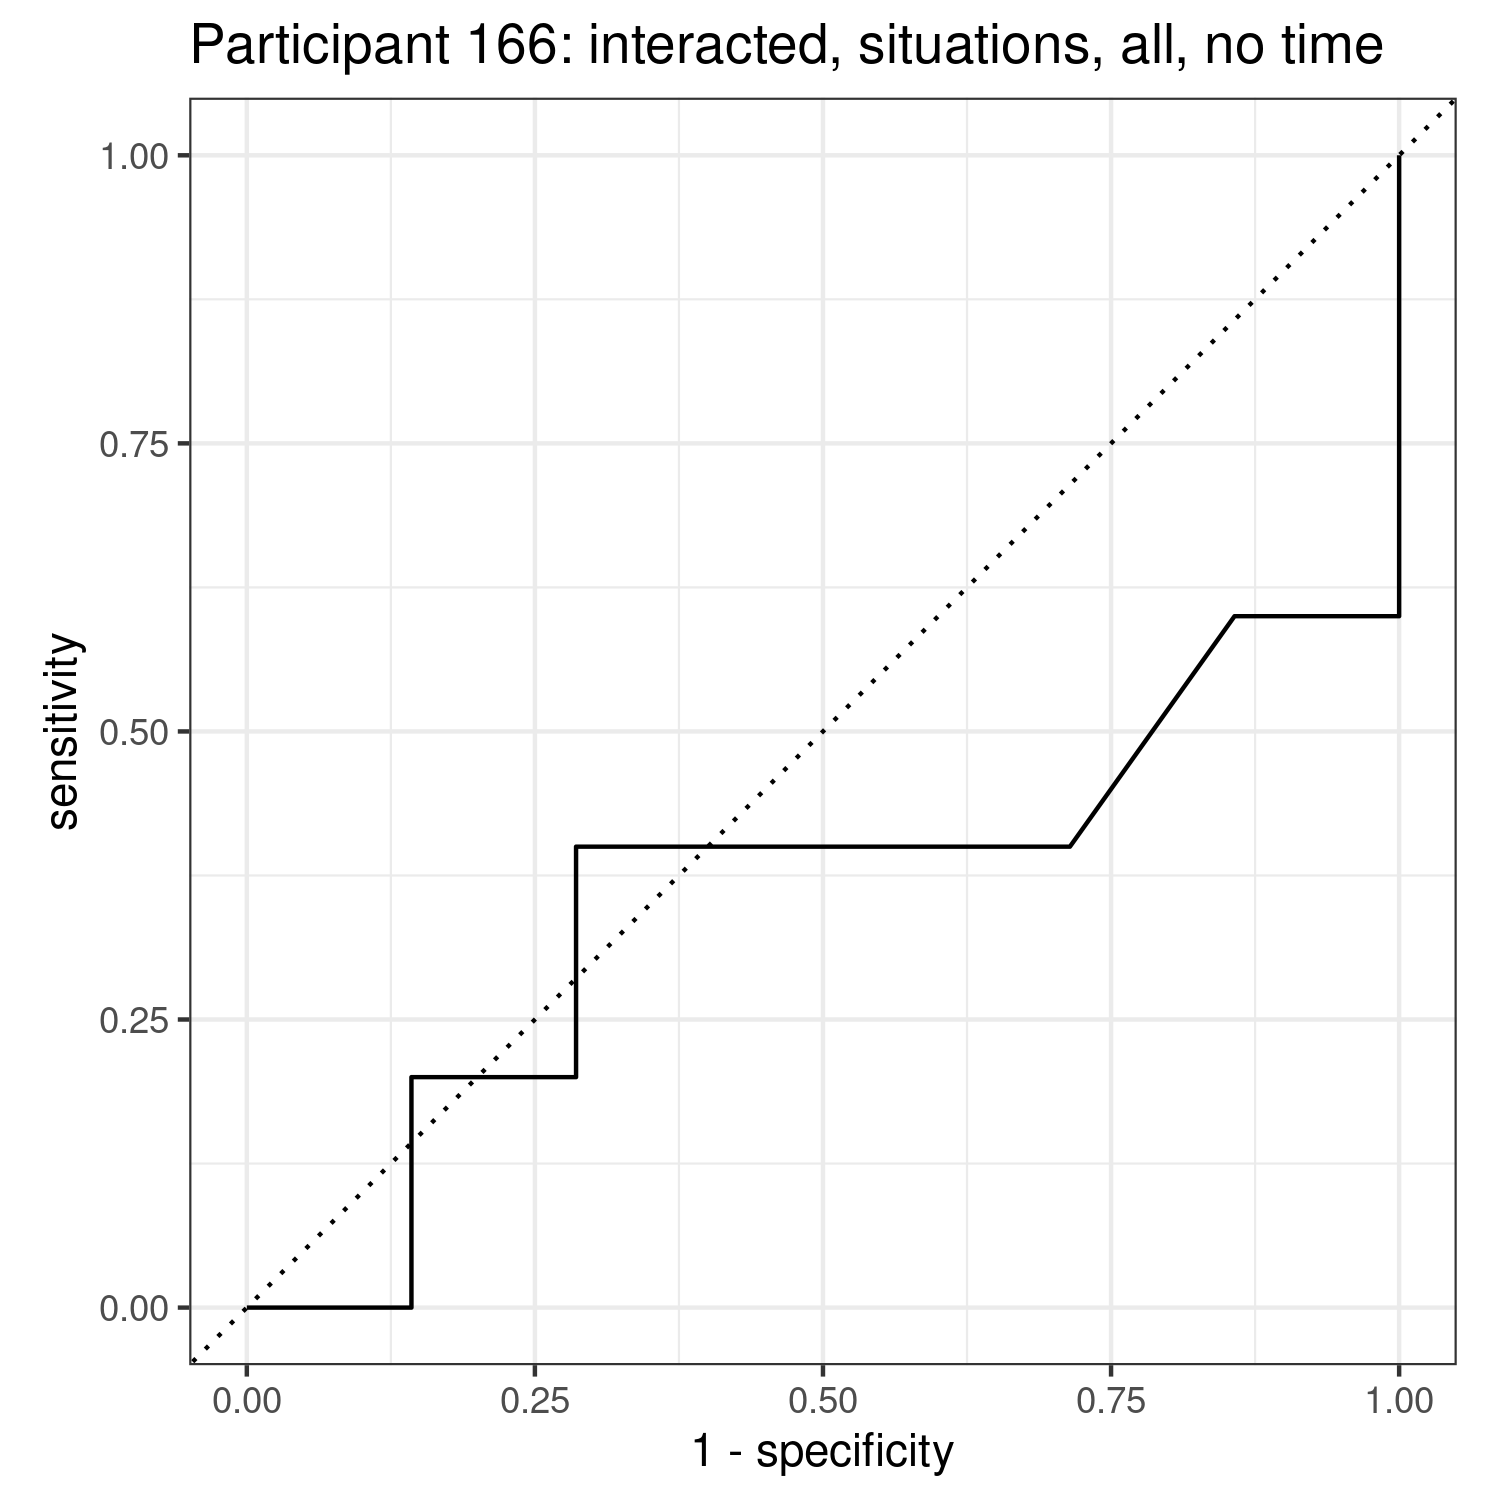 Participant 166: interacted, situations, all, no time
1.00
0.75
0.50
0.25
0.00
sensitivity
0.00 0.25 0.50 0.75 1.00
1 - specificity